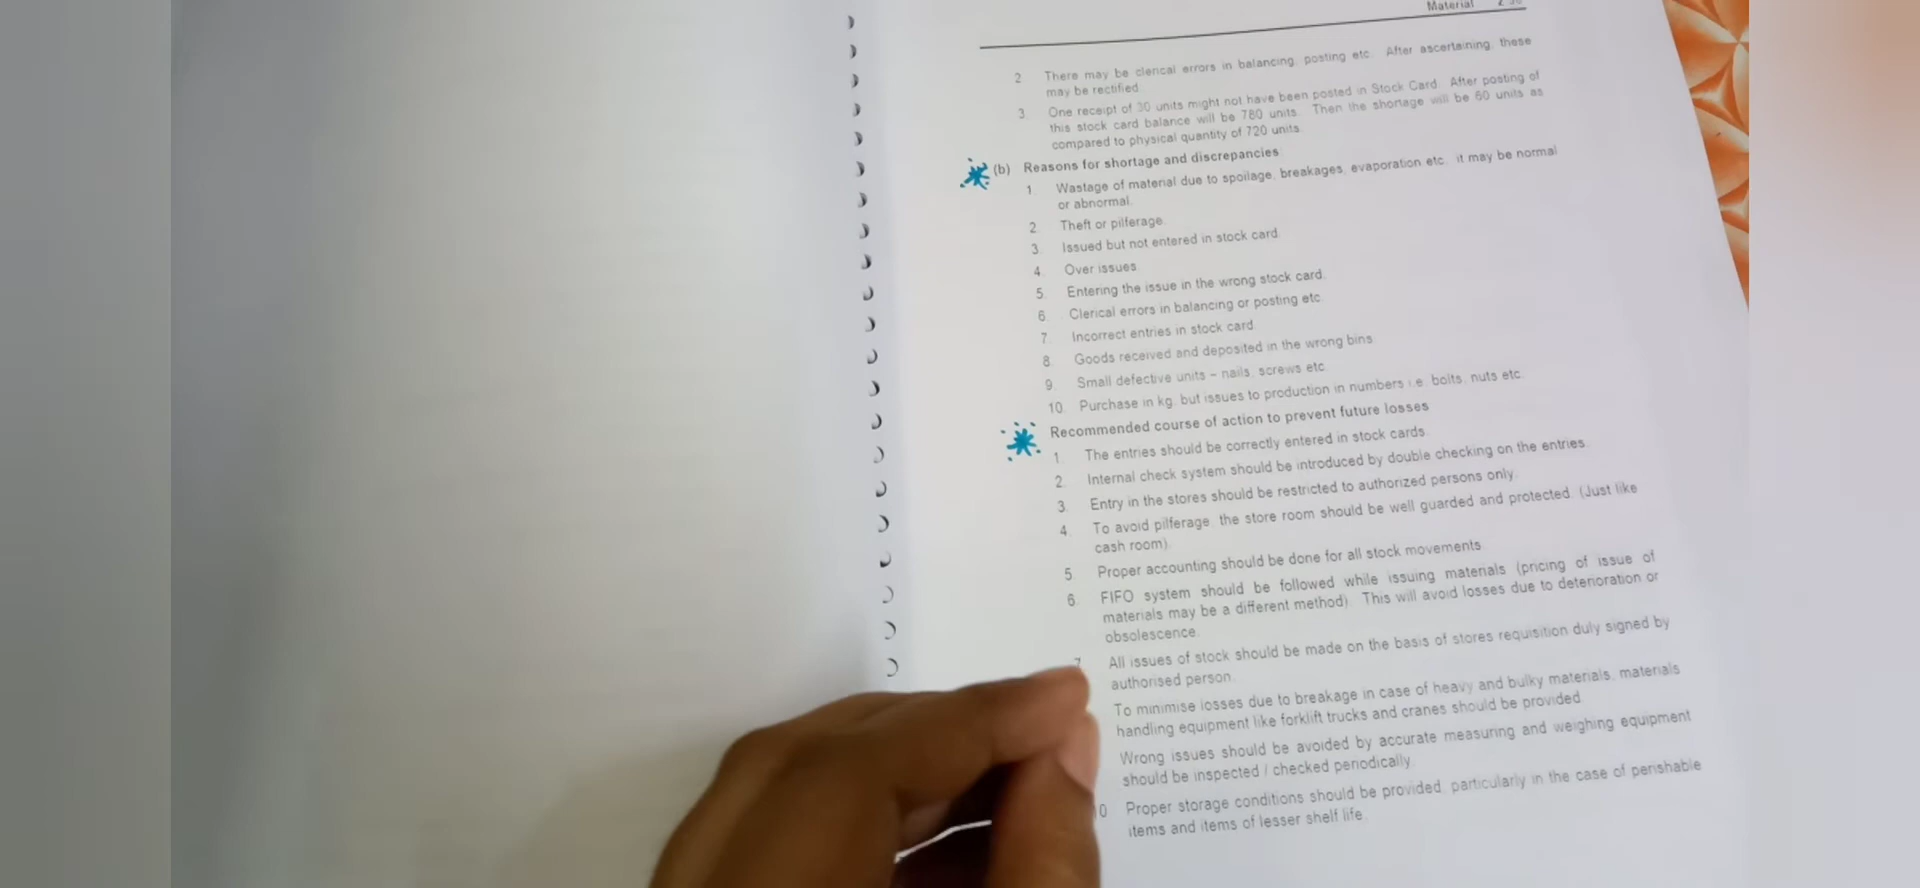 Material
2 There may be clerical errors in balancing, posting etc. After ascertaining, these
may be rectified.
3. One receipt of 30 units might not have been posted in Stock Card. After posting of
this stock card balance will be 780 units. Then the shortage will be 60 units as
compared to physical quantity of 720 units.
(b) Reasons for shortage and discrepancies
1. Wastage of material due to spoilage, breakages, evaporation etc. it may be normal
or abnormal.
2. Theft or pilferage.
3. Issued but not entered in stock card.
4. Over issues.
5. Entering the issue in the wrong stock card.
6. Clerical errors in balancing or posting etc.
7. Incorrect entries in stock card.
8. Goods received and deposited in the wrong bins.
9. Small defective units – nails, screws etc.
10. Purchase in kg. but issues to production in numbers i.e. bolts, nuts etc.
Recommended course of action to prevent future losses
1. The entries should be correctly entered in stock cards.
2. Internal check system should be introduced by double checking on the entries.
3. Entry in the stores should be restricted to authorized persons only.
4. To avoid pilferage, the store room should be well guarded and protected. (Just like
cash room).
5. Proper accounting should be done for all stock movements.
6. FIFO system should be followed while issuing materials (pricing of issue of
materials may be a different method). This will avoid losses due to deterioration or
obsolescence.
7 All issues of stock should be made on the basis of stores requisition duly signed by
authorised person.
To minimise losses due to breakage in case of heavy and bulky materials, materials
handling equipment like forklift trucks and cranes should be provided.
Wrong issues should be avoided by accurate measuring and weighing equipment
should be inspected / checked periodically.
0 Proper storage conditions should be provided, particularly in the case of perishable
items and items of lesser shelf life.